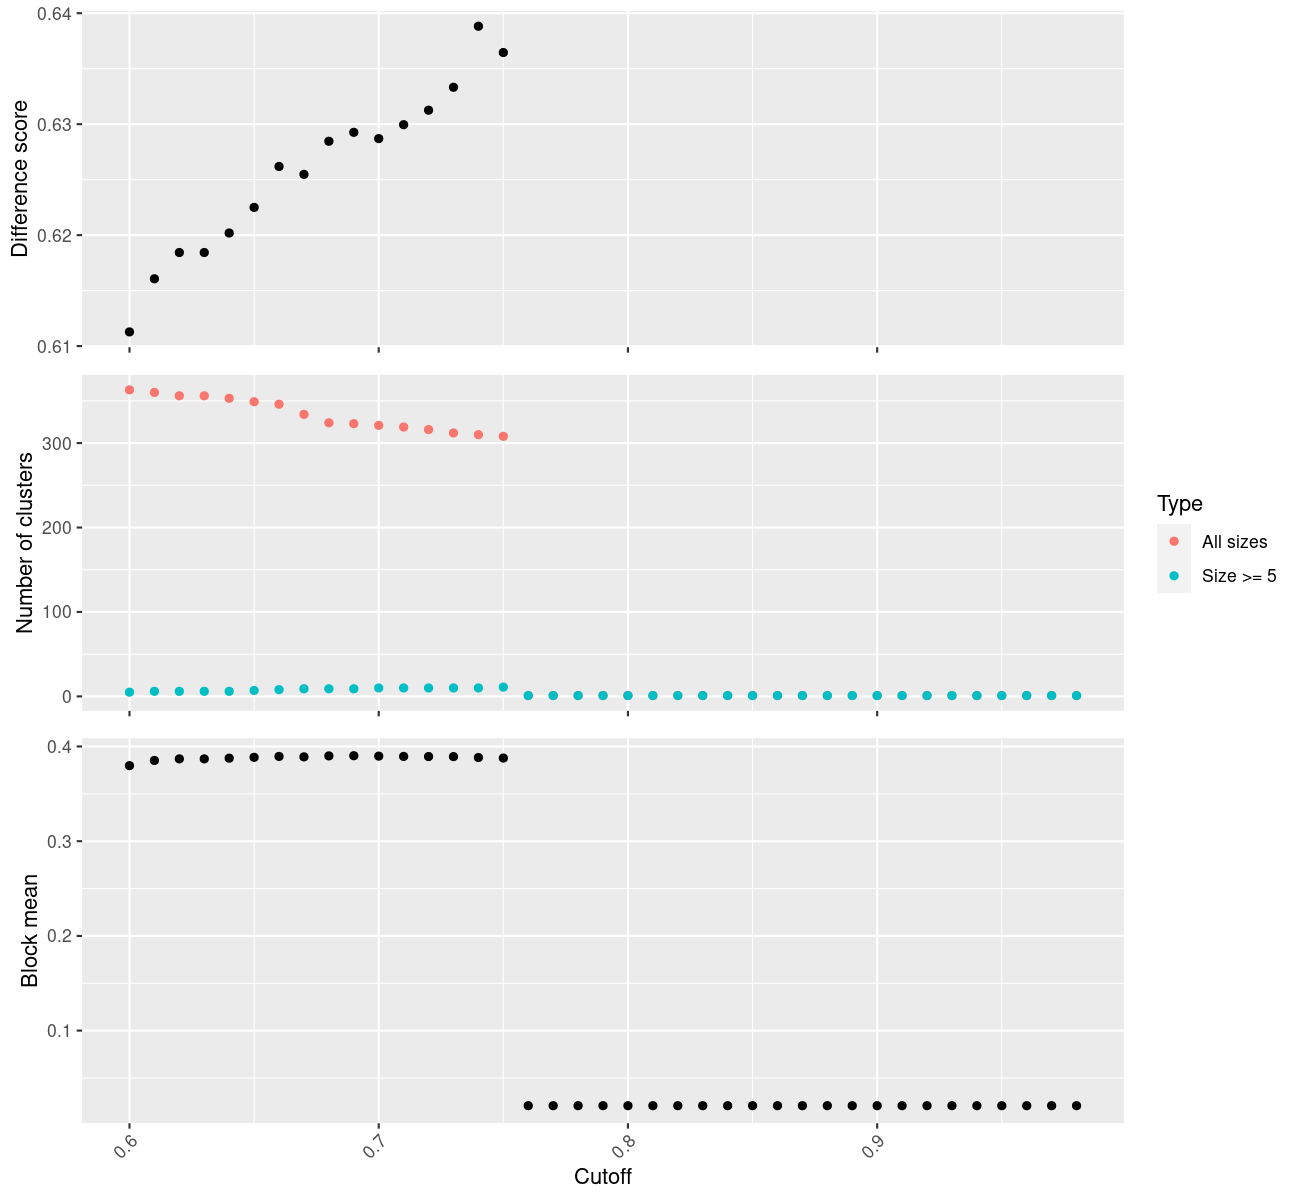 0.64
0.63
0.62
0.61
Difference score
300
200
100
0
Number of clusters
Type
All sizes
Size >= 5
0.4
0.3
0.2
0.1
Block mean
0.6
0.7
0.8
0.9
Cutoff